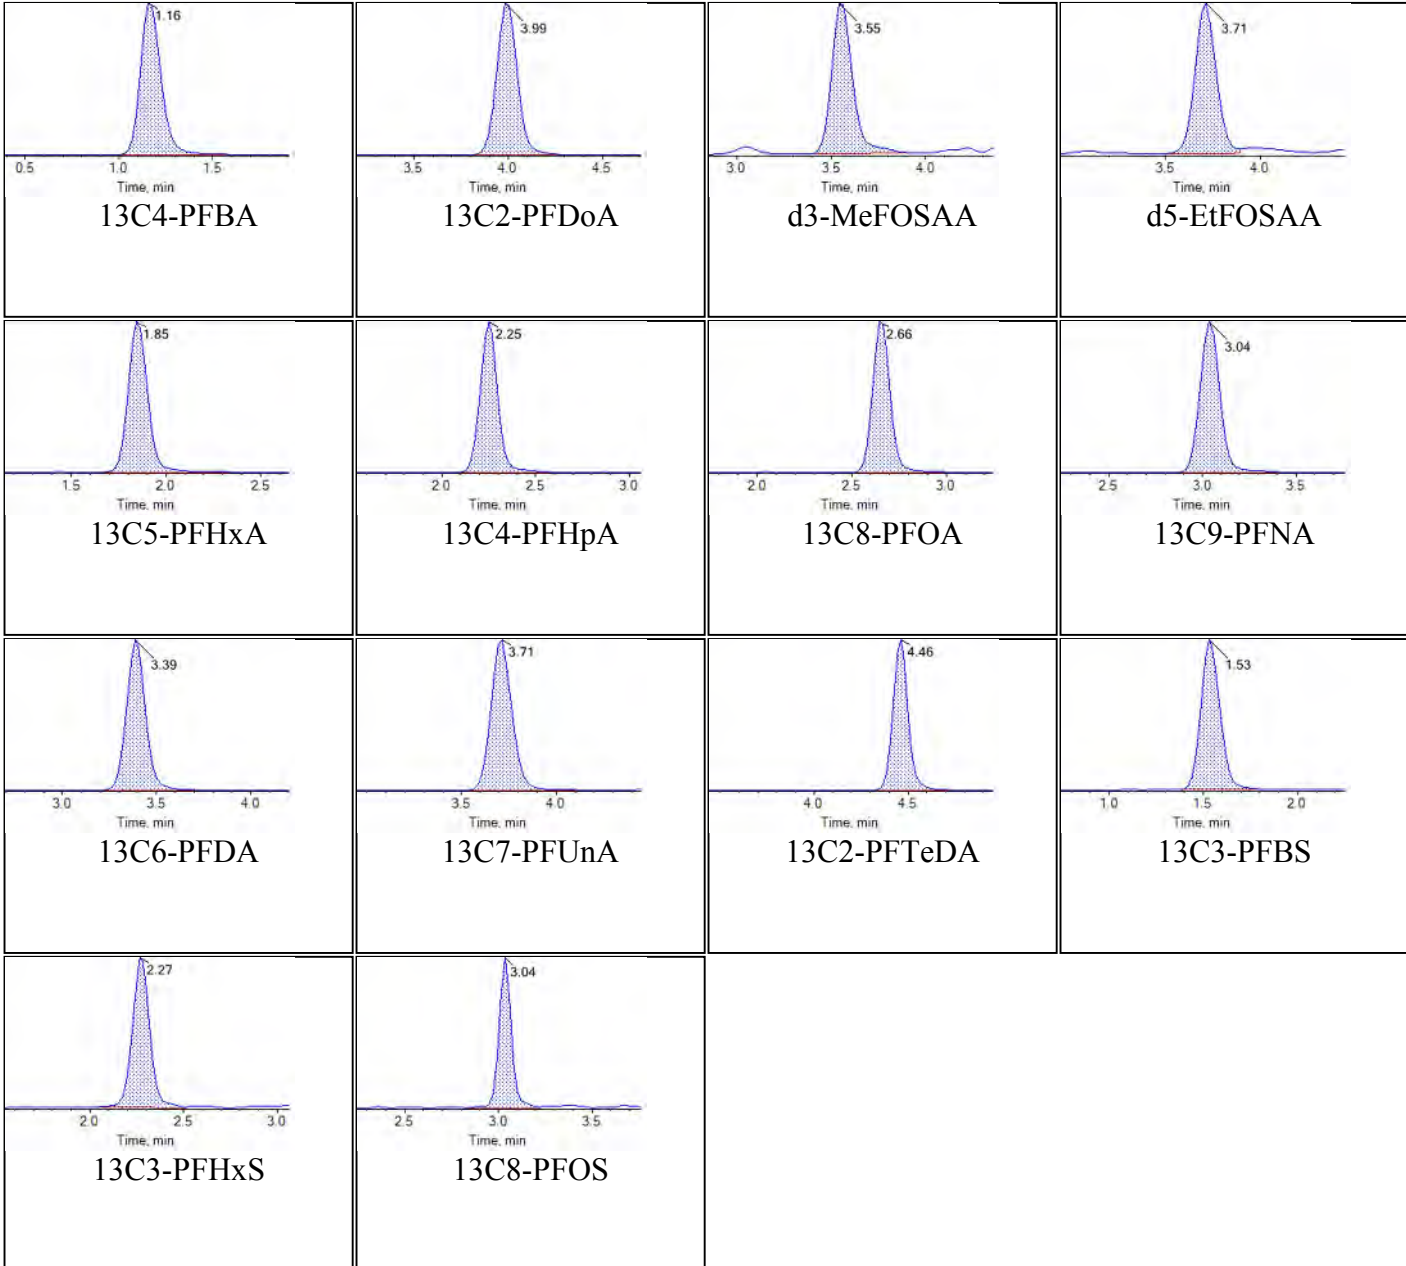 1.16
0.5 1.0 1.5
Time, min
13C4-PFBA
3.99
3.5 4.0 4.5
Time, min
13C2-PFDoA
3.55
3.0 3.5 4.0
Time, min
d3-MeFOSAA
3.71
3.5 4.0
Time, min
d5-EtFOSAA
1.85
1.5 2.0 2.5
Time, min
13C5-PFHxA
2.25
2.0 2.5 3.0
Time, min
13C4-PFHpA
2.66
2.0 2.5 3.0
Time, min
13C8-PFOA
3.04
2.5 3.0 3.5
Time, min
13C9-PFNA
3.39
3.0 3.5 4.0
Time, min
13C6-PFDA
3.71
3.5 4.0
Time, min
13C7-PFUnA
4.46
4.0 4.5
Time, min
13C2-PFTeDA
1.53
1.0 1.5 2.0
Time, min
13C3-PFBS
2.27
2.0 2.5 3.0
Time, min
13C3-PFHxS
3.04
2.5 3.0 3.5
Time, min
13C8-PFOS